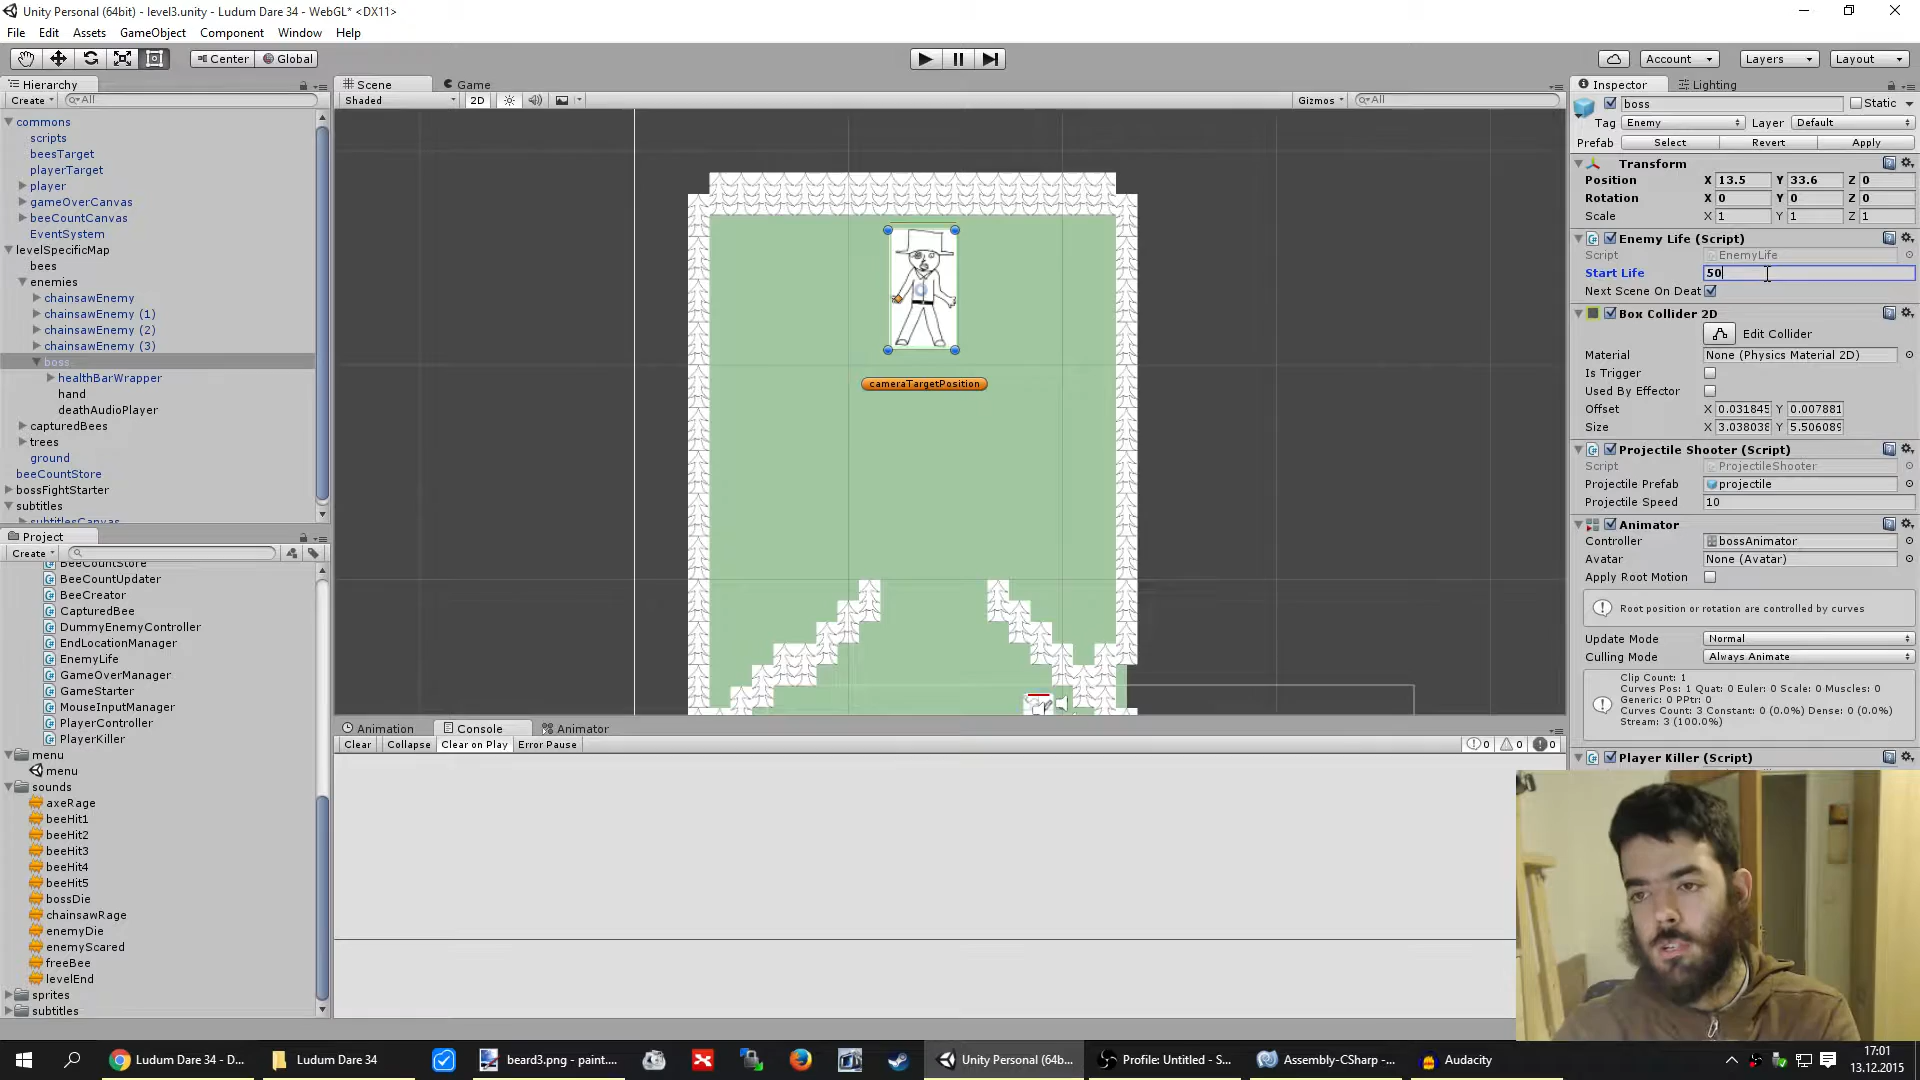 Unity Personal (64bit) - level3.unity - Ludum Dare 34 - WebGL* <DX11>
File Edit Assets GameObject Component Window Help
Center Global Account Layers Layout
Hierarchy
Create All
commons
scripts
beesTarget
playerTarget
player
gameOverCanvas
beeCountCanvas
EventSystem
levelSpecificMap
bees
enemies
chainsawEnemy
chainsawEnemy (1)
chainsawEnemy (2)
chainsawEnemy (3)
boss
healthBarWrapper
hand
deathAudioPlayer
capturedBees
trees
ground
beeCountStore
bossFightStarter
subtitles
subtitlesCanvas
Project
Create
BeeCountStore
BeeCountUpdater
BeeCreator
CapturedBee
DummyEnemyController
EndLocationManager
EnemyLife
GameOverManager
GameStarter
MouseInputManager
PlayerController
PlayerKiller
menu
menu
sounds
axeRage
beeHit1
beeHit2
beeHit3
beeHit4
beeHit5
bossDie
chainsawRage
enemyDie
enemyScared
freeBee
levelEnd
sprites
subtitles
Scene Game
Shaded 2D Gizmos All
cameraTargetPosition
Animation Console Animator
Clear Collapse Clear on Play Error Pause 0 0 0
Inspector Lighting
boss Static
Tag Enemy Layer Default
Prefab Select Revert Apply
Transform
Position X 13.5 Y 33.6 Z 0
Rotation X 0 Y 0 Z 0
Scale X 1 Y 1 Z 1
Enemy Life (Script)
Script EnemyLife
Start Life 50
Next Scene On Deat
Box Collider 2D
Edit Collider
Material None (Physics Material 2D)
Is Trigger
Used By Effector
Offset X 0.031845 Y 0.007881
Size X 3.038038 Y 5.506089
Projectile Shooter (Script)
Script ProjectileShooter
Projectile Prefab projectile
Projectile Speed 10
Animator
Controller bossAnimator
Avatar None (Avatar)
Apply Root Motion
Root position or rotation are controlled by curves
Update Mode Normal
Culling Mode Always Animate
Clip Count: 1
Curves Pos: 1 Quat: 0 Euler: 0 Scale: 0 Muscles: 0
Generic: 0 PPtr: 0
Curves Count: 3 Constant: 0 (0.0%) Dense: 0 (0.0%)
Stream: 3 (100.0%)
Player Killer (Script)
Ludum Dare 34 - D... Ludum Dare 34 beard3.png - paint.... Unity Personal (64b... Profile: Untitled - S... Assembly-CSharp -... Audacity
17:01
13.12.2015